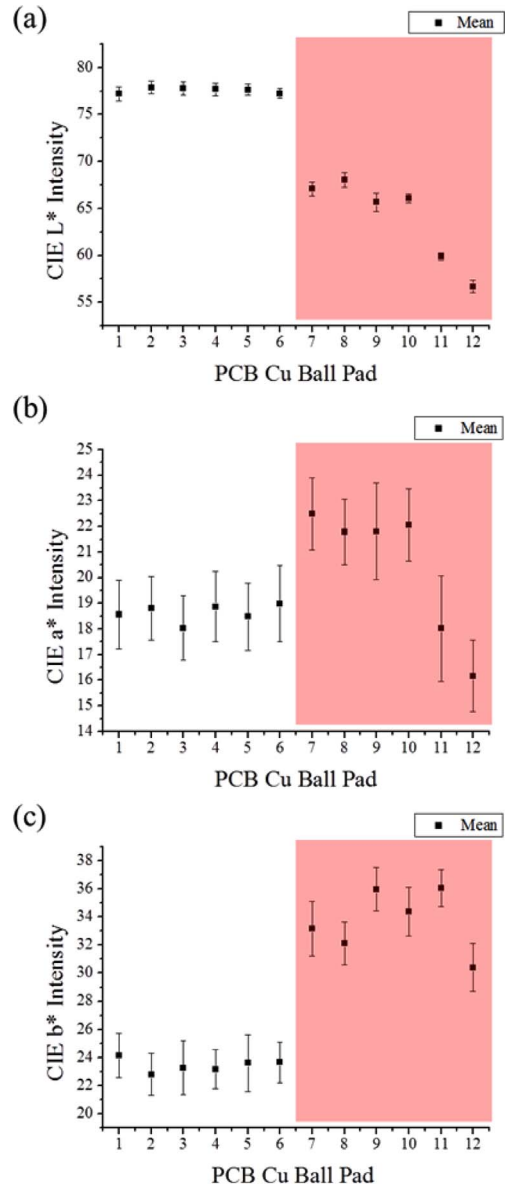 (a)
Mean
80
75
70
65
60
55
CIE L* Intensity
1 2 3 4 5 6 7 8 9 10 11 12
PCB Cu Ball Pad
(b)
Mean
25
24
23
22
21
20
19
18
17
16
15
14
CIE a* Intensity
1 2 3 4 5 6 7 8 9 10 11 12
PCB Cu Ball Pad
(c)
Mean
38
36
34
32
30
28
26
24
22
20
CIE b* Intensity
1 2 3 4 5 6 7 8 9 10 11 12
PCB Cu Ball Pad